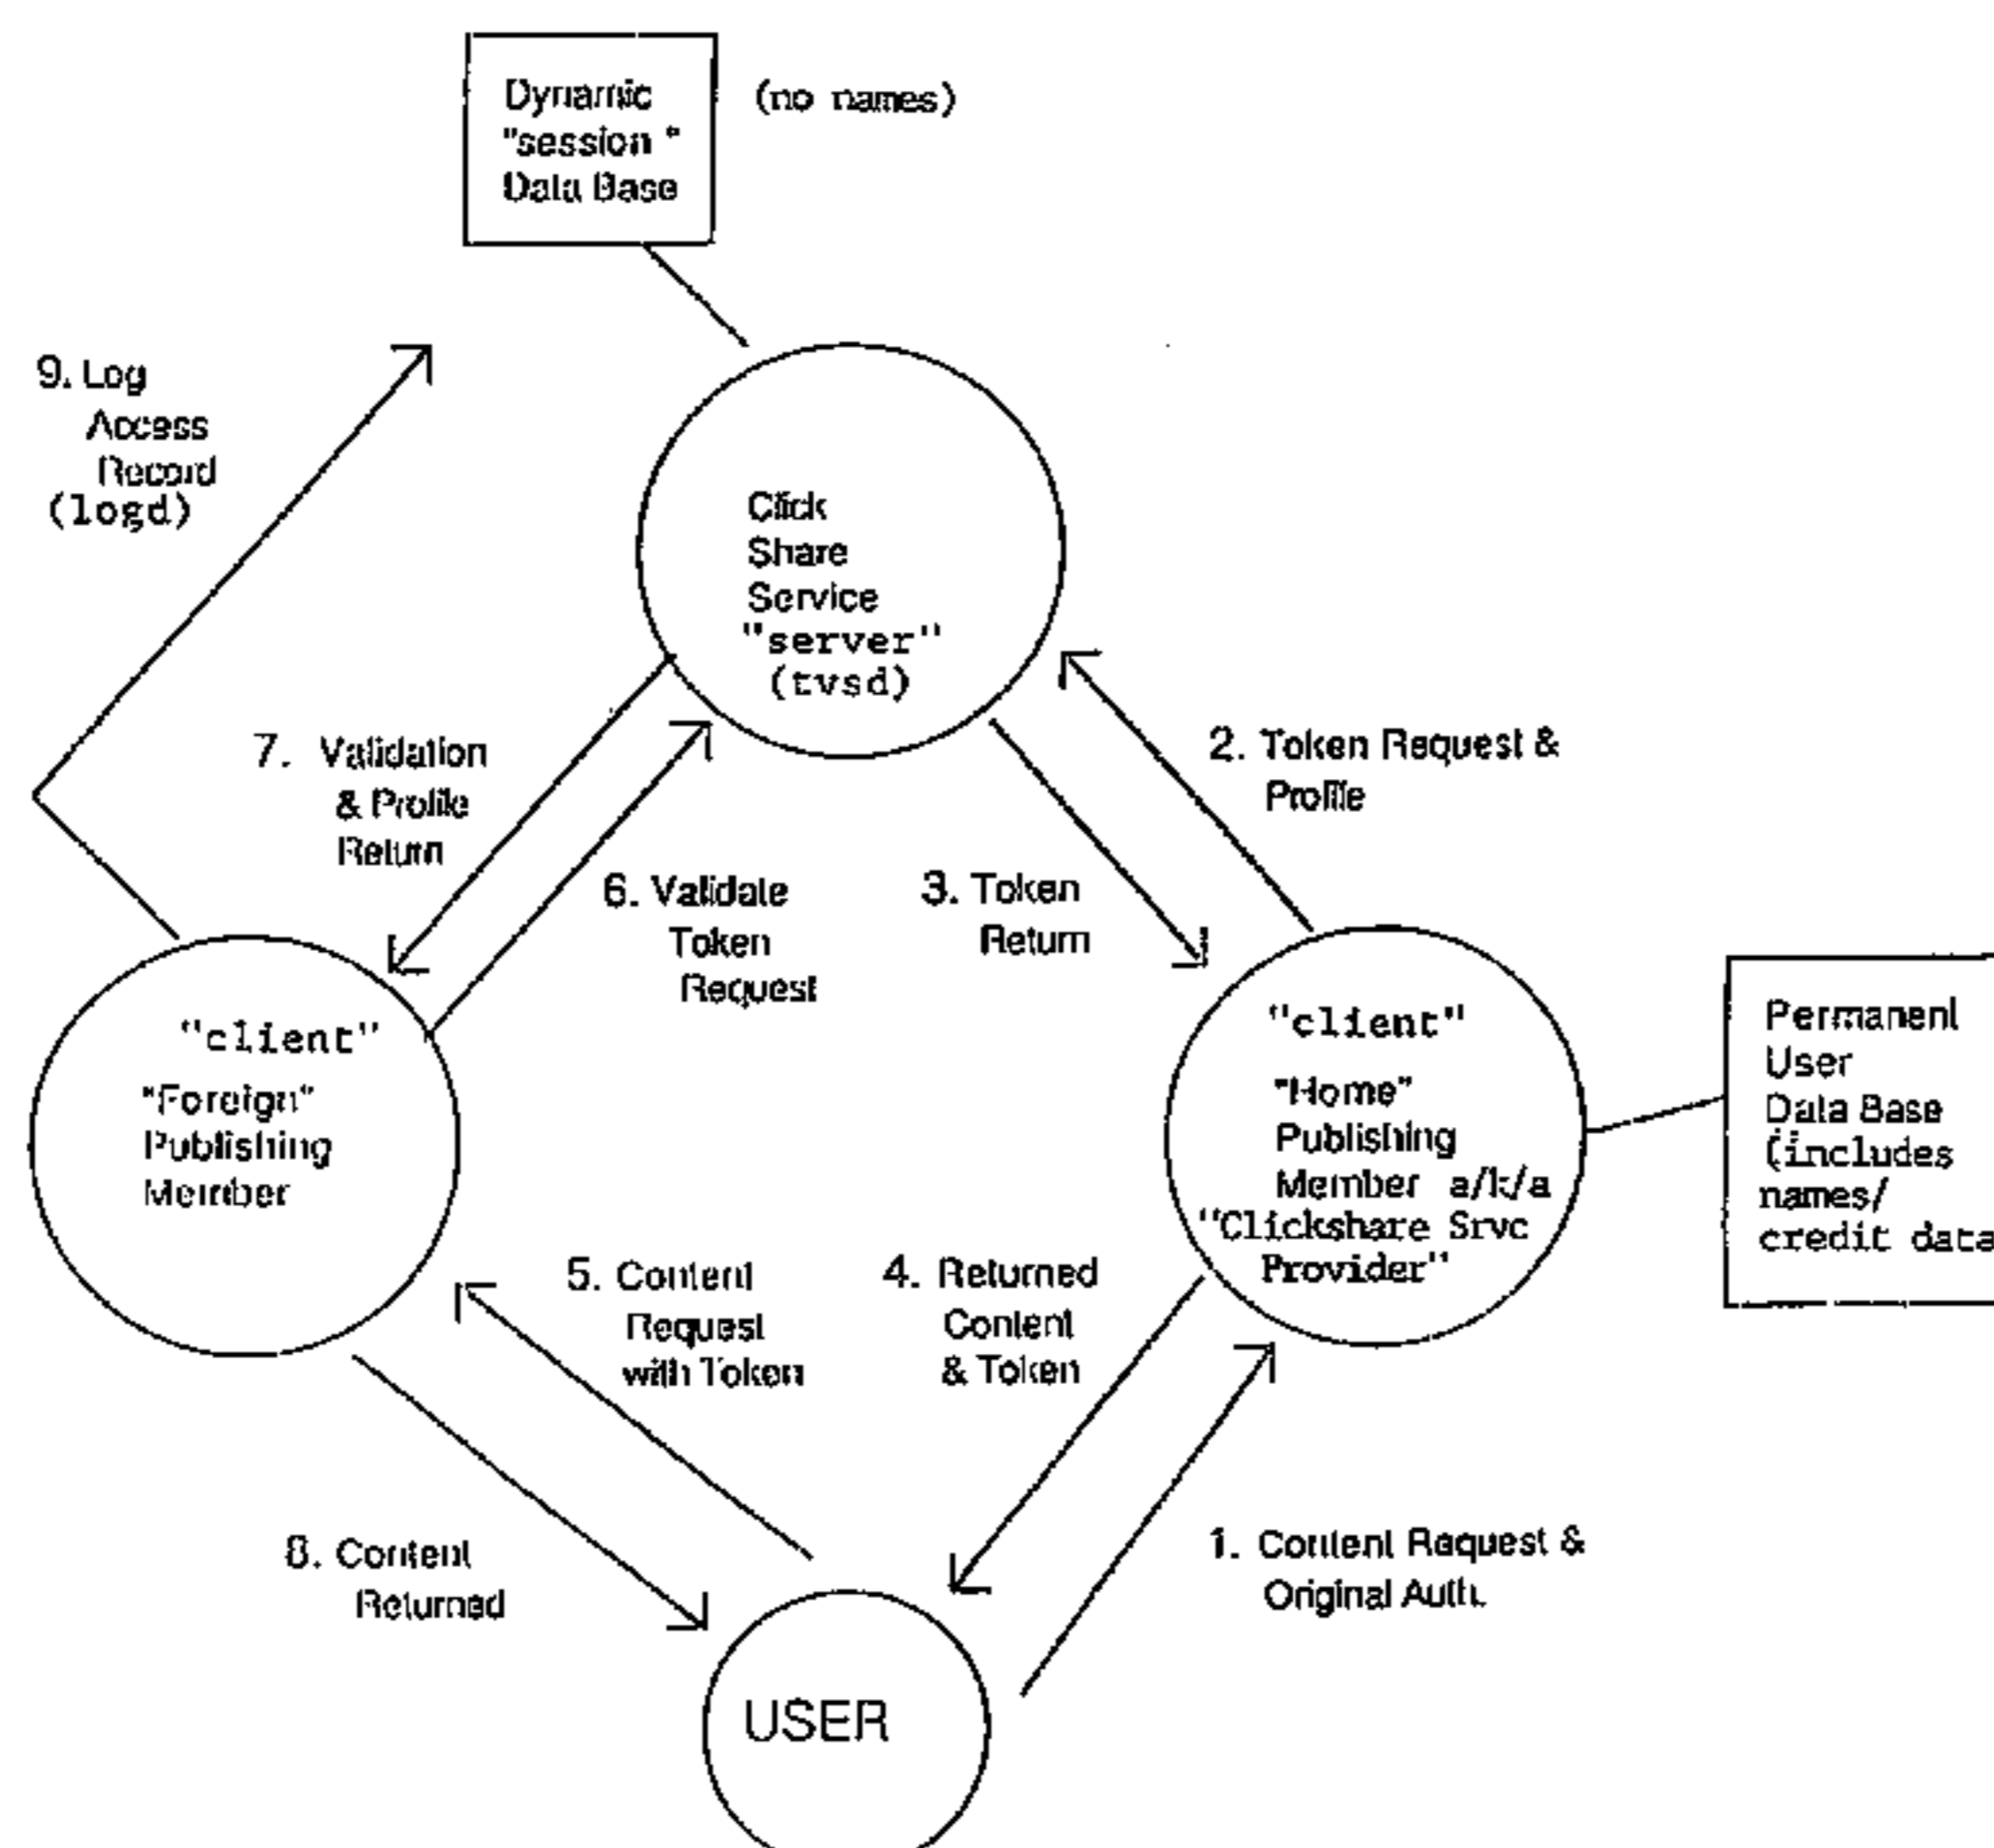 Dynamic
"session "
Data Base
(no names)
9. Log
Access
Record
(logd)
Click
Share
Service
"server"
(tvsd)
7. Validation
& Profile
Return
6. Validate
Token
Request
3. Token
Return
2. Token Request &
Profile
"client"
"Foreign"
Publishing
Member
"client"
"Home"
Publishing
Member a/k/a
"Clickshare Srvc
Provider"
Permanent
User
Data Base
(includes
names/
credit data
5. Content
Request
with Token
4. Returned
Content
& Token
8. Content
Returned
1. Content Request &
Original Auth.
USER